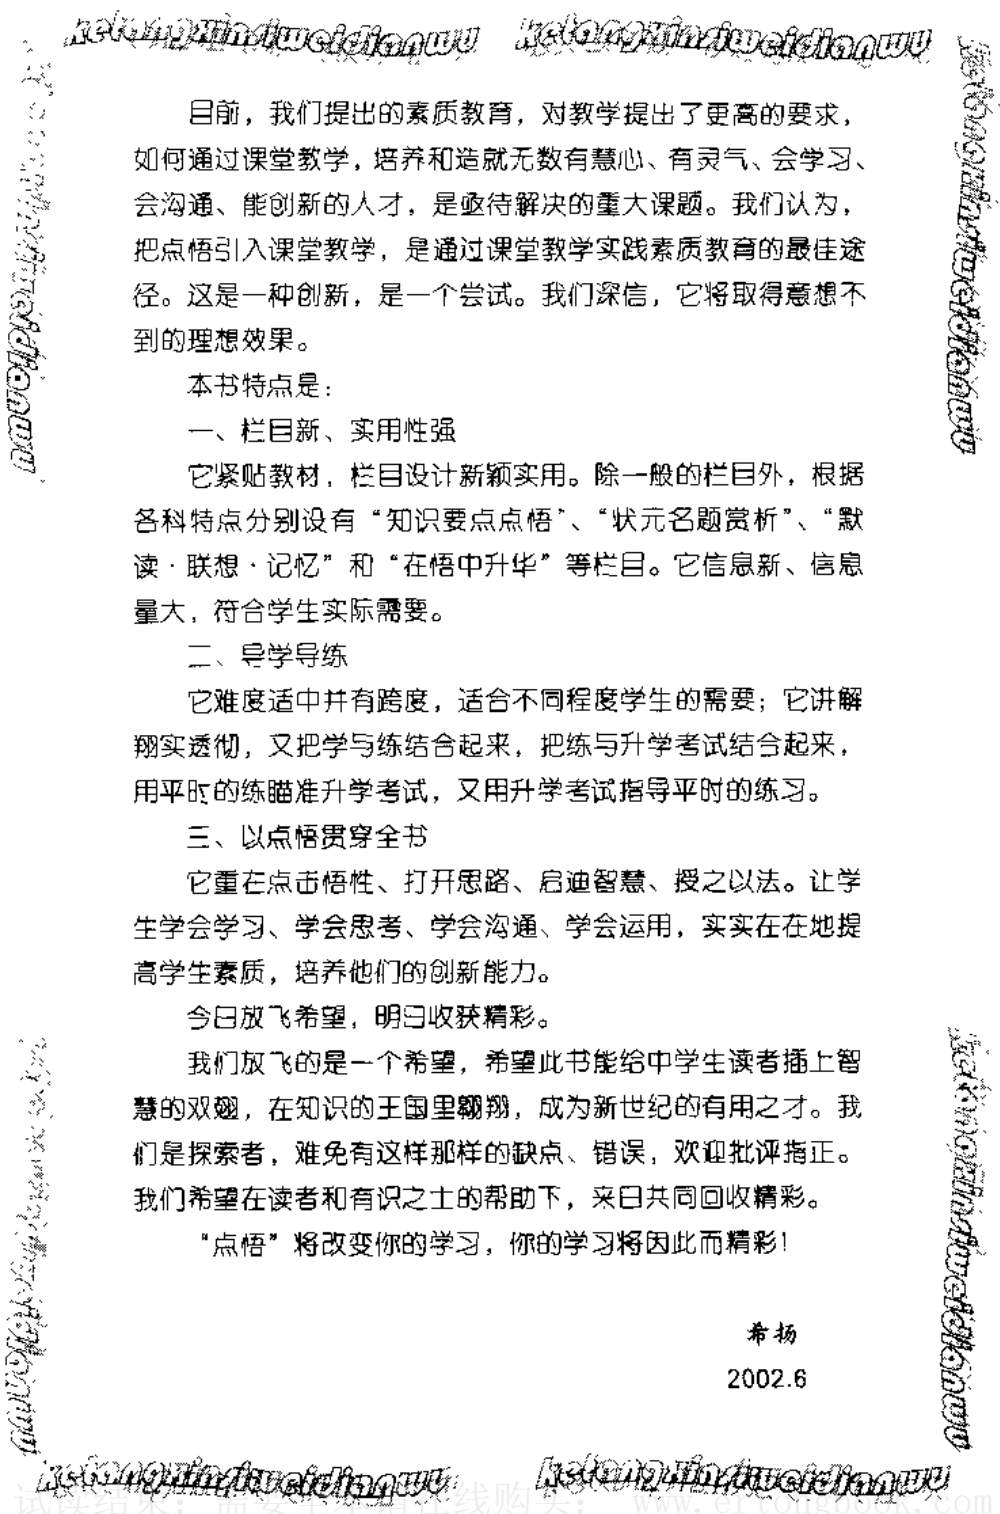 ketangxinsiweidianwu ketangxinsiweidianwu
目前，我们提出的素质教育，对教学提出了更高的要求，
如何通过课堂教学，培养和造就无数有慧心、有灵气、会学习、
会沟通、能创新的人才，是亟待解决的重大课题。我们认为，
把点悟引入课堂教学，是通过课堂教学实践素质教育的最佳途
径。这是一种创新，是一个尝试。我们深信，它将取得意想不
到的理想效果。
本书特点是：
一、栏目新、实用性强
它紧贴教材，栏目设计新颖实用。除一般的栏目外，根据
各科特点分别设有“知识要点点悟”、“状元名题赏析”、“默
读·联想·记忆”和“在悟中升华”等栏目。它信息新、信息
量大，符合学生实际需要。
二、导学导练
它难度适中并有跨度，适合不同程度学生的需要；它讲解
翔实透彻，又把学与练结合起来，把练与升学考试结合起来，
用平时的练瞄准升学考试，又用升学考试指导平时的练习。
三、以点悟贯穿全书
它重在点击悟性、打开思路、启迪智慧、授之以法。让学
生学会学习、学会思考、学会沟通、学会运用，实实在在地提
高学生素质，培养他们的创新能力。
今日放飞希望，明日收获精彩。
我们放飞的是一个希望，希望此书能给中学生读者插上智
慧的双翅，在知识的王国里翱翔，成为新世纪的有用之才。我
们是探索者，难免有这样那样的缺点、错误，欢迎批评指正。
我们希望在读者和有识之士的帮助下，来日共同回收精彩。
“点悟”将改变你的学习，你的学习将因此而精彩！
希扬
2002.6
ketangxinsiweidianwu ketangxinsiweidianwu
试读结束：需要全本请在线购买： www.ertongbook.com